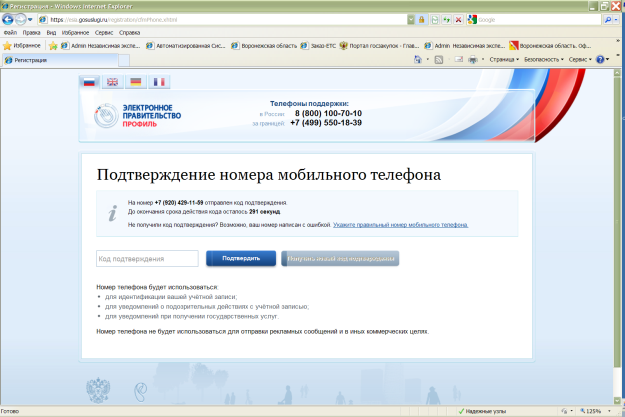 Регистрация - Windows Internet Explorer
https://esia.gosuslugi.ru/registration/cfmPhone.xhtml
Google
Файл Правка Вид Избранное Сервис Справка
Избранное Admin Независимая экспе... Автоматизированная Сис... Воронежская область Заказ-ЕТС Портал госзакупок - Глав... Admin Независимая экспе... Воронежская область, Оф...
Регистрация
Страница Безопасность Сервис
ЭЛЕКТРОННОЕ
ПРАВИТЕЛЬСТВО
ПРОФИЛЬ
Телефоны поддержки:
в России: 8 (800) 100-70-10
за границей: +7 (499) 550-18-39
Подтверждение номера мобильного телефона
На номер +7 (920) 429-11-59 отправлен код подтверждения.
До окончания срока действия кода осталось 291 секунд.
Не получили код подтверждения? Возможно, ваш номер написан с ошибкой. Укажите правильный номер мобильного телефона.
Код подтверждения
Подтвердить
Получить новый код подтверждения
Номер телефона будет использоваться:
для идентификации вашей учётной записи;
для уведомлений о подозрительных действиях с учётной записью;
для уведомлений при получении государственных услуг.
Номер телефона не будет использоваться для отправки рекламных сообщений и в иных коммерческих целях.
Готово
Надежные узлы
125%